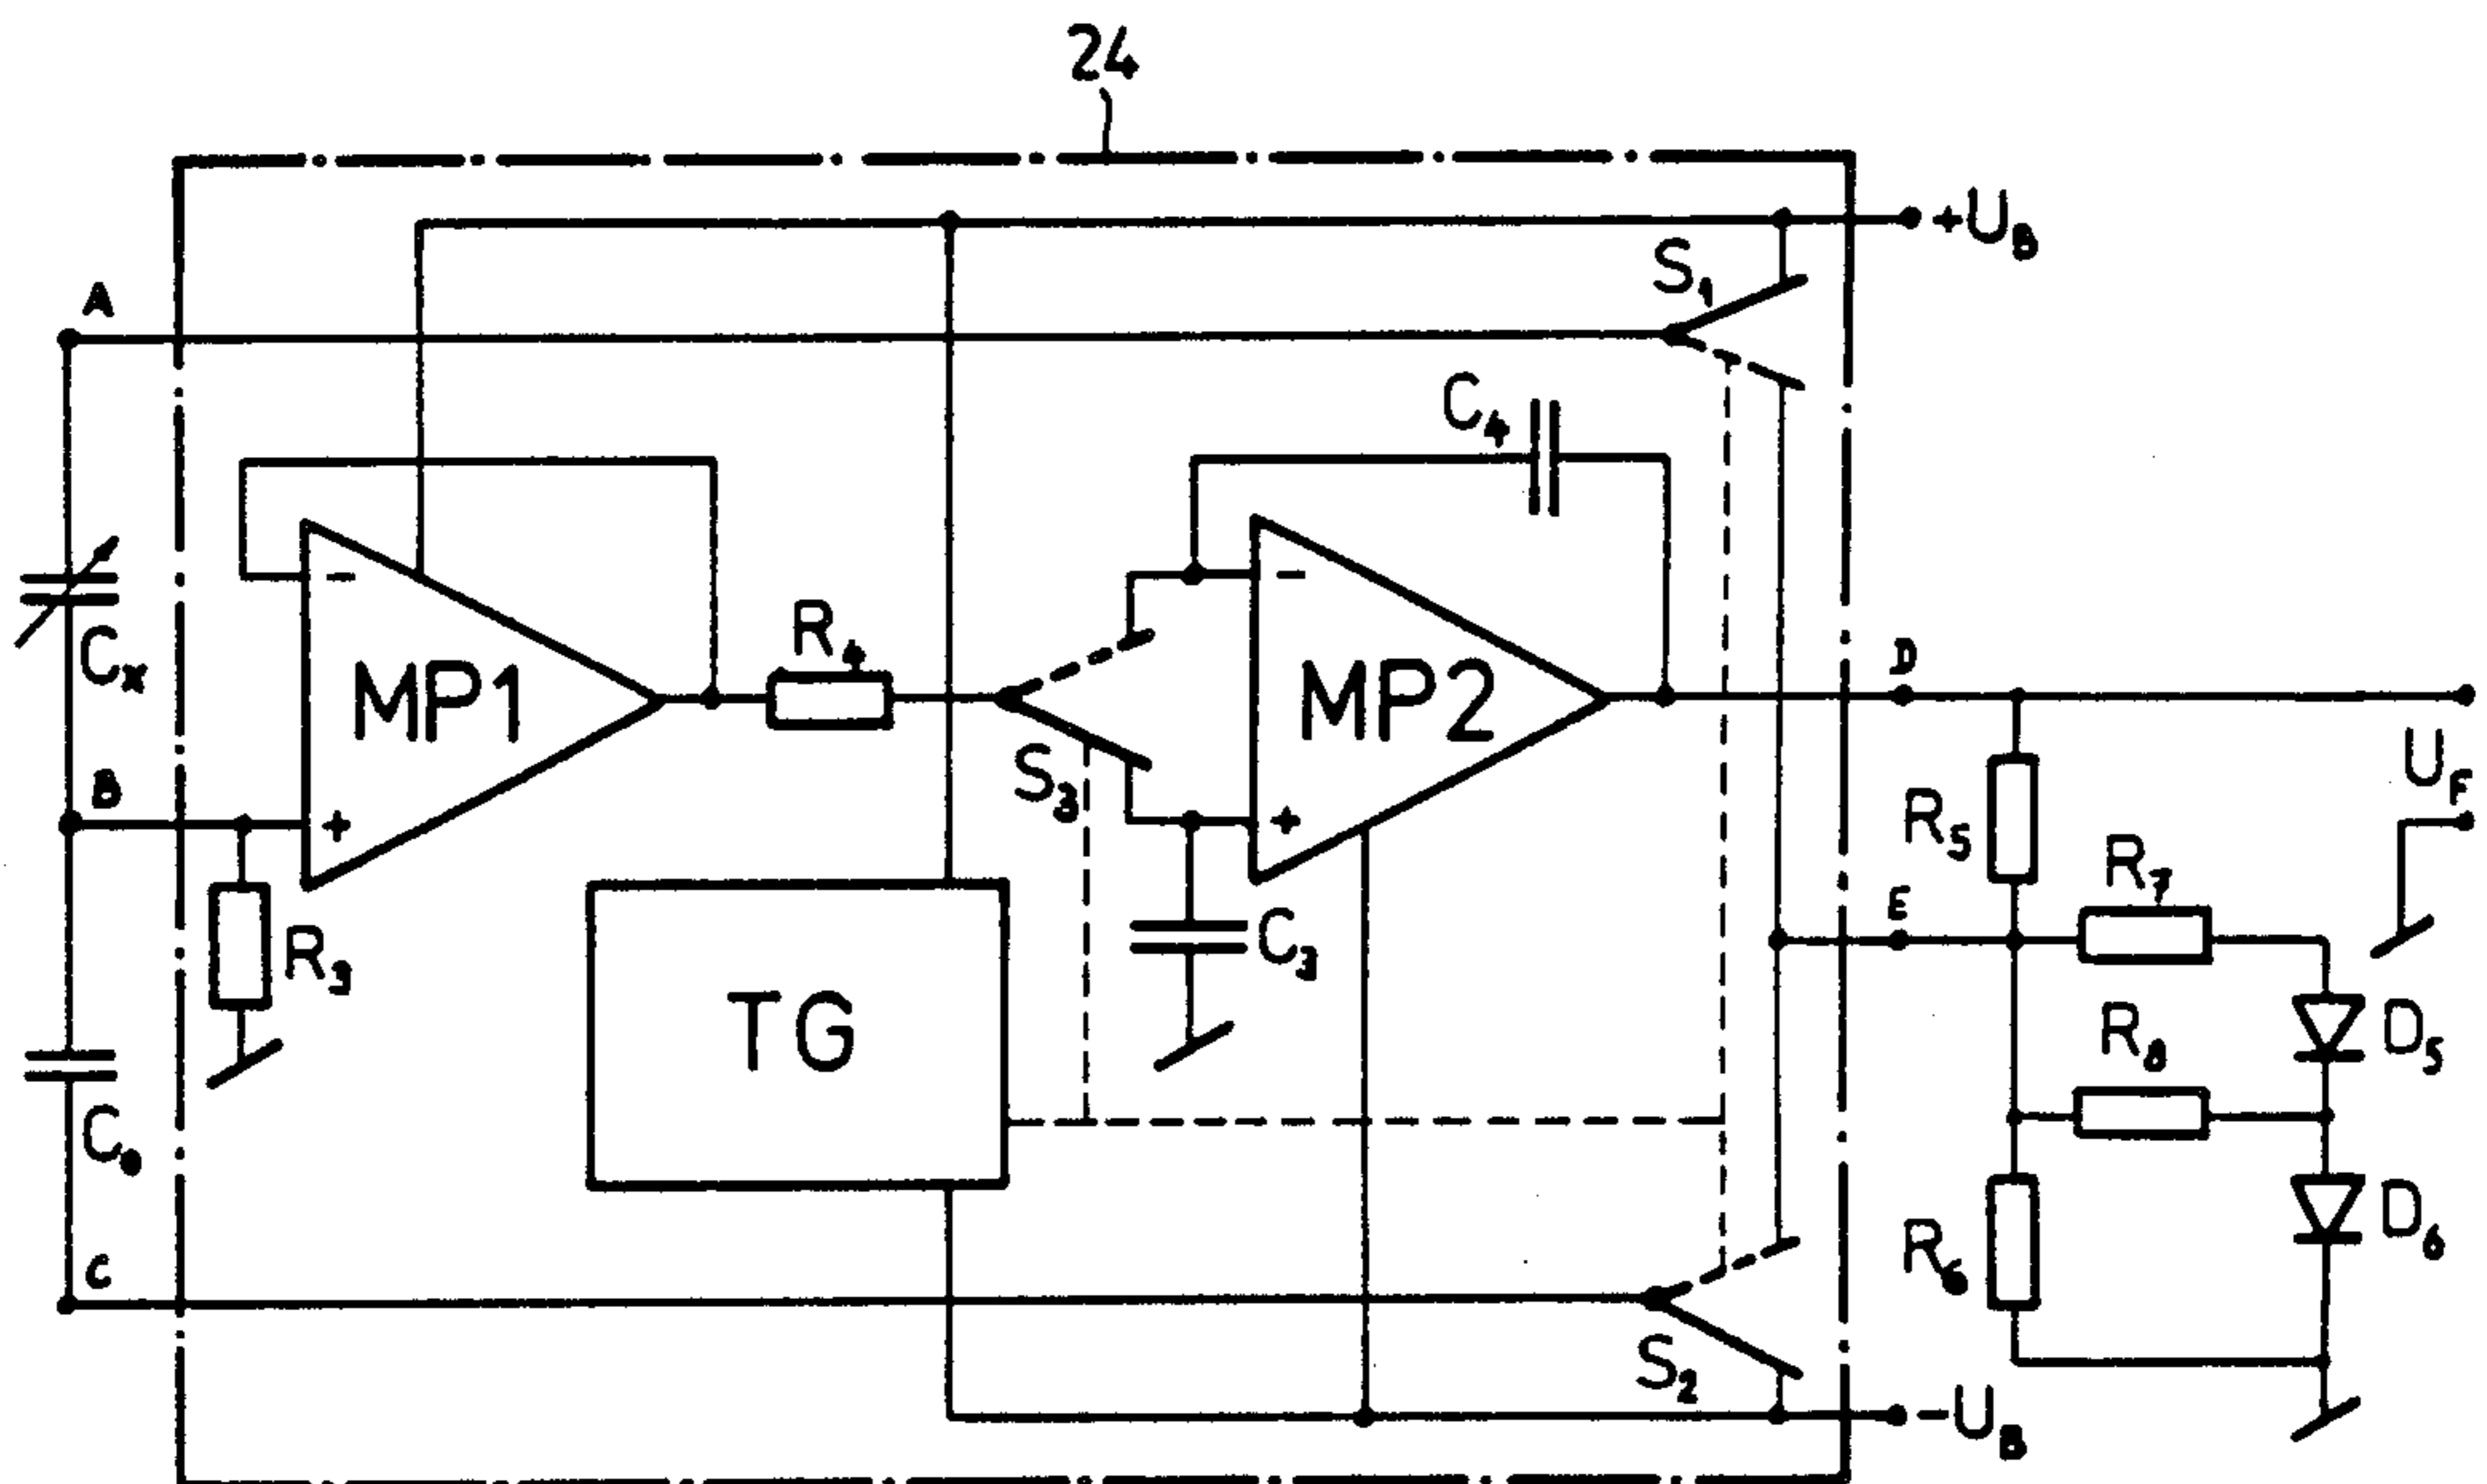 24
+U_B
S_1
A
C_4
-
-
R_4
C_X
MP1
MP2
D
S_3
B
U_F
+
+
R_5
R_7
E
R_3
C_3
TG
R_8
D_5
C_0
D_6
R_6
C
S_2
-U_B